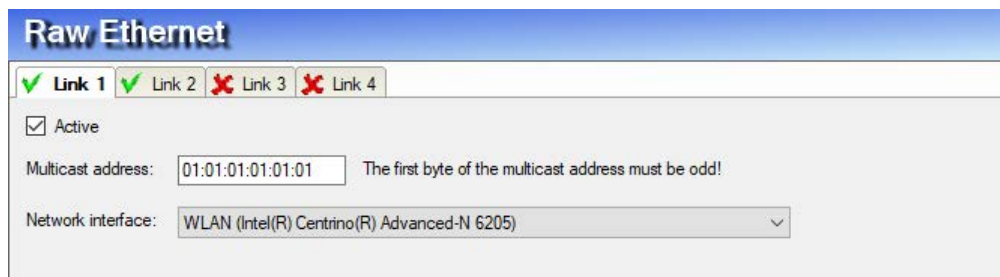 Raw Ethernet
Link 1 Link 2 Link 3 Link 4
Active
Multicast address: 01:01:01:01:01:01 The first byte of the multicast address must be odd!
Network interface: WLAN (Intel(R) Centrino(R) Advanced-N 6205)